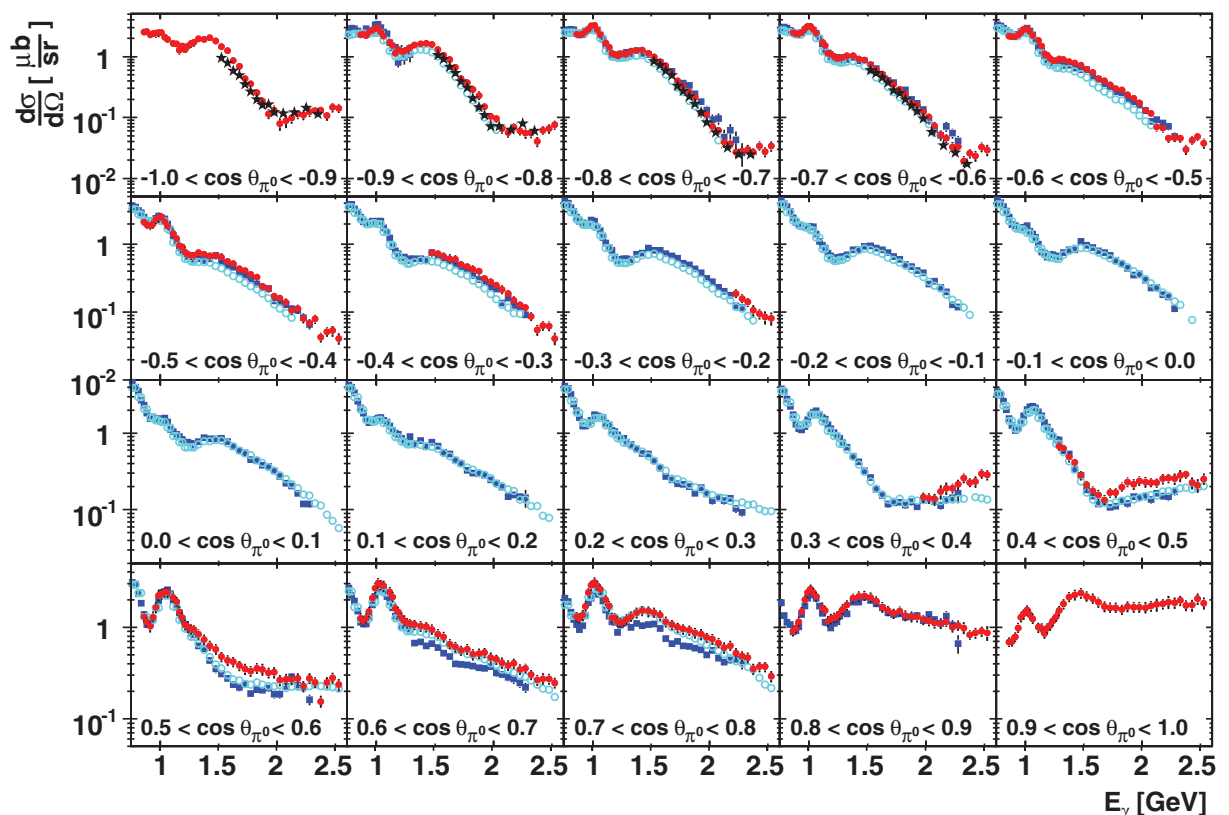 dσ/dΩ [μb/sr]
1
10⁻¹
10⁻²
-1.0 < cos θπ⁰ < -0.9
-0.9 < cos θπ⁰ < -0.8
-0.8 < cos θπ⁰ < -0.7
-0.7 < cos θπ⁰ < -0.6
-0.6 < cos θπ⁰ < -0.5
1
10⁻¹
10⁻²
-0.5 < cos θπ⁰ < -0.4
-0.4 < cos θπ⁰ < -0.3
-0.3 < cos θπ⁰ < -0.2
-0.2 < cos θπ⁰ < -0.1
-0.1 < cos θπ⁰ < 0.0
1
10⁻¹
0.0 < cos θπ⁰ < 0.1
0.1 < cos θπ⁰ < 0.2
0.2 < cos θπ⁰ < 0.3
0.3 < cos θπ⁰ < 0.4
0.4 < cos θπ⁰ < 0.5
1
10⁻¹
0.5 < cos θπ⁰ < 0.6
0.6 < cos θπ⁰ < 0.7
0.7 < cos θπ⁰ < 0.8
0.8 < cos θπ⁰ < 0.9
0.9 < cos θπ⁰ < 1.0
1 1.5 2 2.5 1 1.5 2 2.5 1 1.5 2 2.5 1 1.5 2 2.5 1 1.5 2 2.5
Eγ [GeV]